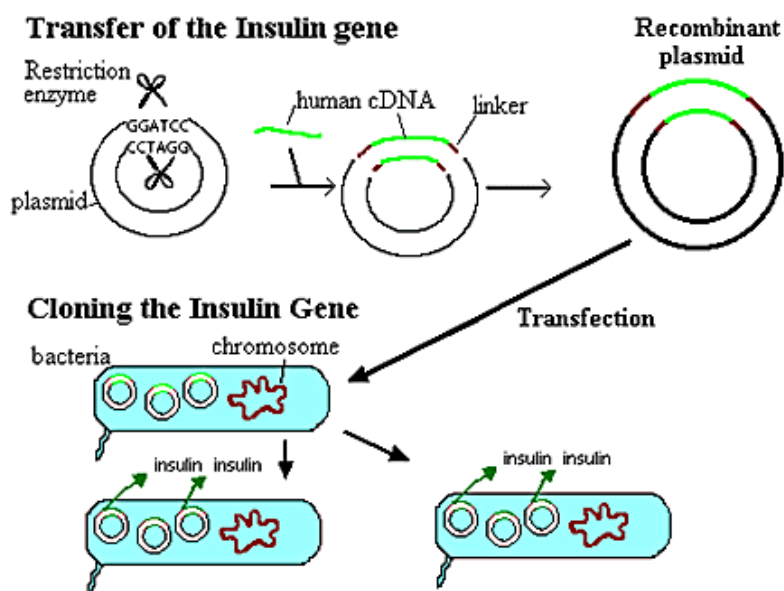 Transfer of the Insulin gene
Recombinant
plasmid
Restriction
enzyme
human cDNA
linker
GGATCC
CCTAGG
plasmid
Cloning the Insulin Gene
Transfection
bacteria
chromosome
insulin insulin
insulin insulin